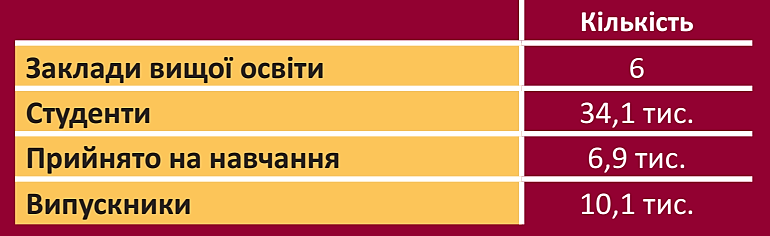 Кількість
Заклади вищої освіти 6
Студенти 34,1 тис.
Прийнято на навчання 6,9 тис.
Випускники 10,1 тис.